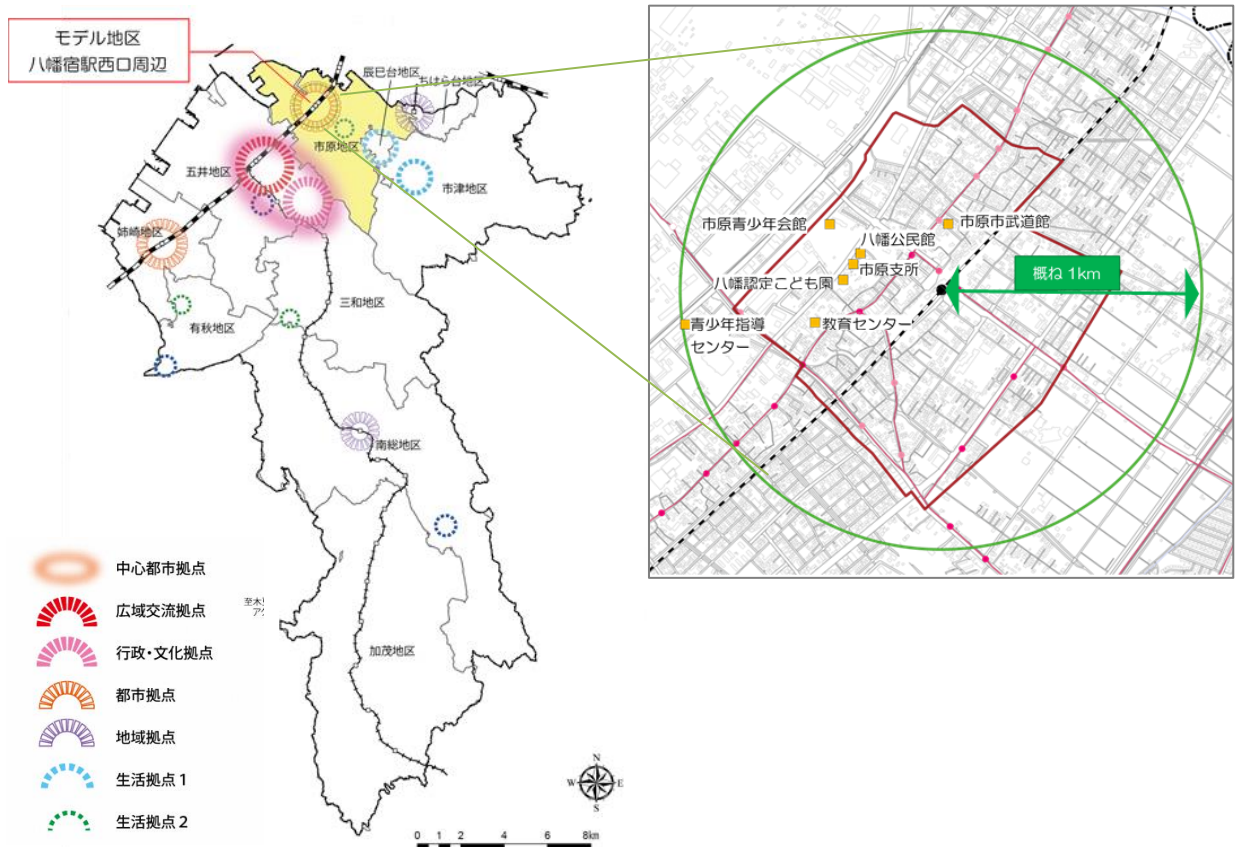 モデル地区
八幡宿駅西口周辺
辰巳台地区
ちはら台地区
市原地区
五井地区
市津地区
姉崎地区
三和地区
有秋地区
南総地区
加茂地区
中心都市拠点
広域交流拠点
行政・文化拠点
都市拠点
地域拠点
生活拠点1
生活拠点2
N
W
E
S
0 1 2 4 6 8km
市原青少年会館
市原市武道館
八幡公民館
市原支所
八幡認定こども園
概ね 1km
青少年指導
センター
教育センター